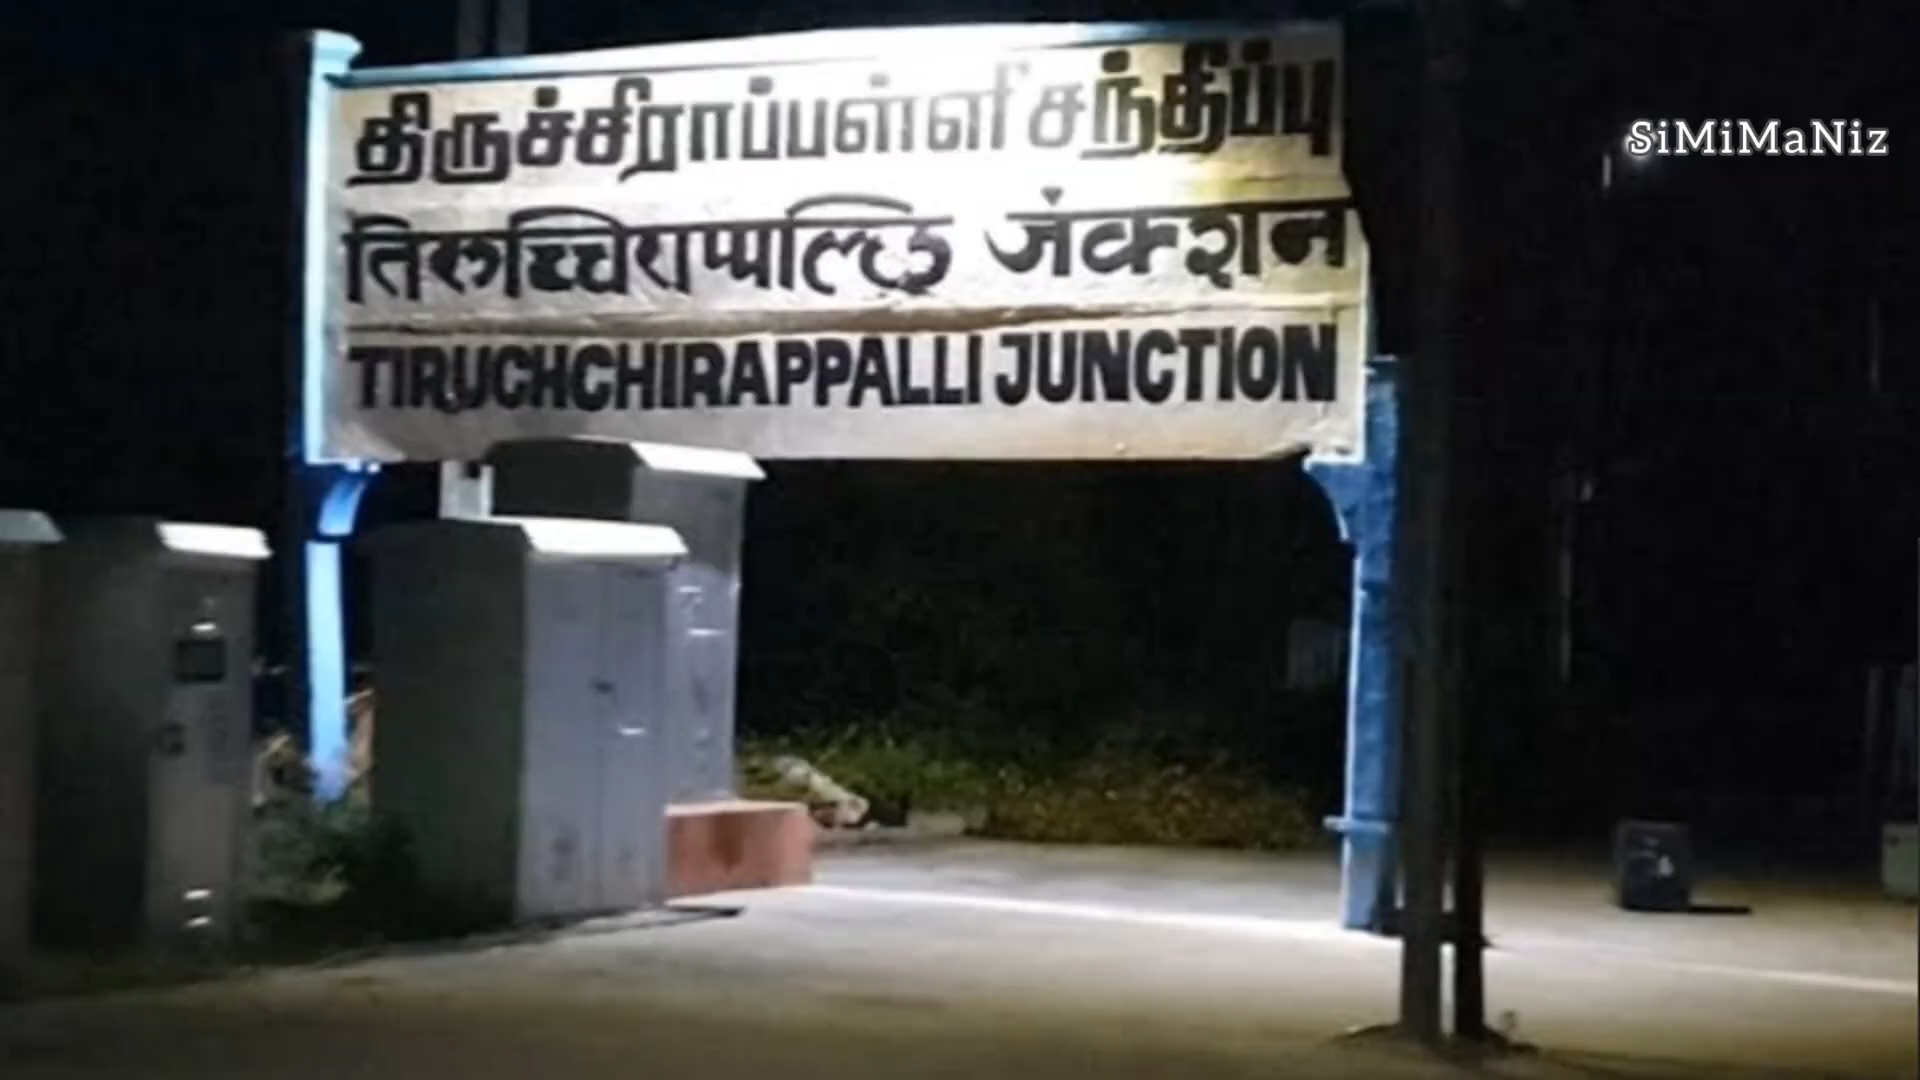 திருச்சிராப்பள்ளி சந்திப்பு
तिरूच्चिराप्पल्लि जंक्शन
TIRUCHCHIRAPPALLI JUNCTION
SiMiMaNiz